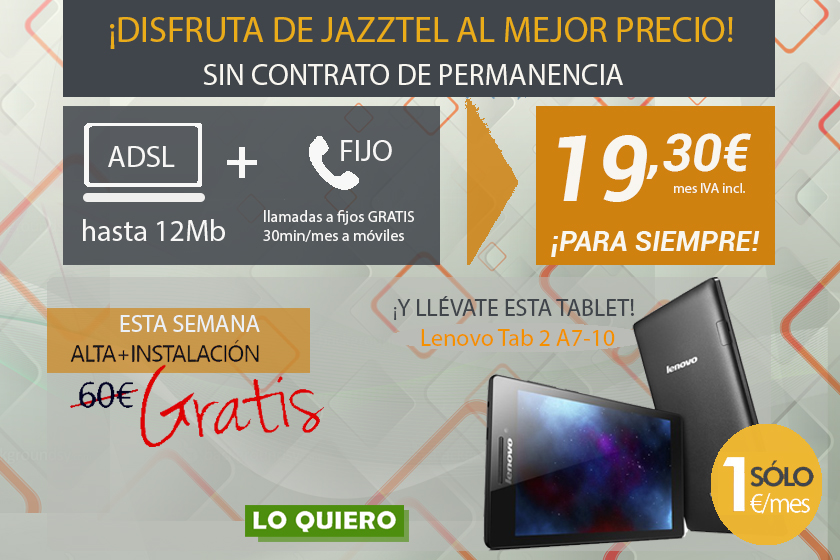 ¡DISFRUTA DE JAZZTEL AL MEJOR PRECIO!
SIN CONTRATO DE PERMANENCIA
ADSL
+
FIJO
hasta 12Mb
llamadas a fijos GRATIS
30min/mes a móviles
19,30€
mes IVA incl.
¡PARA SIEMPRE!
ESTA SEMANA
ALTA+INSTALACIÓN
60€ Gratis
¡Y LLÉVATE ESTA TABLET!
Lenovo Tab 2 A7-10
lenovo
lenovo
1 SÓLO
€/mes
LO QUIERO